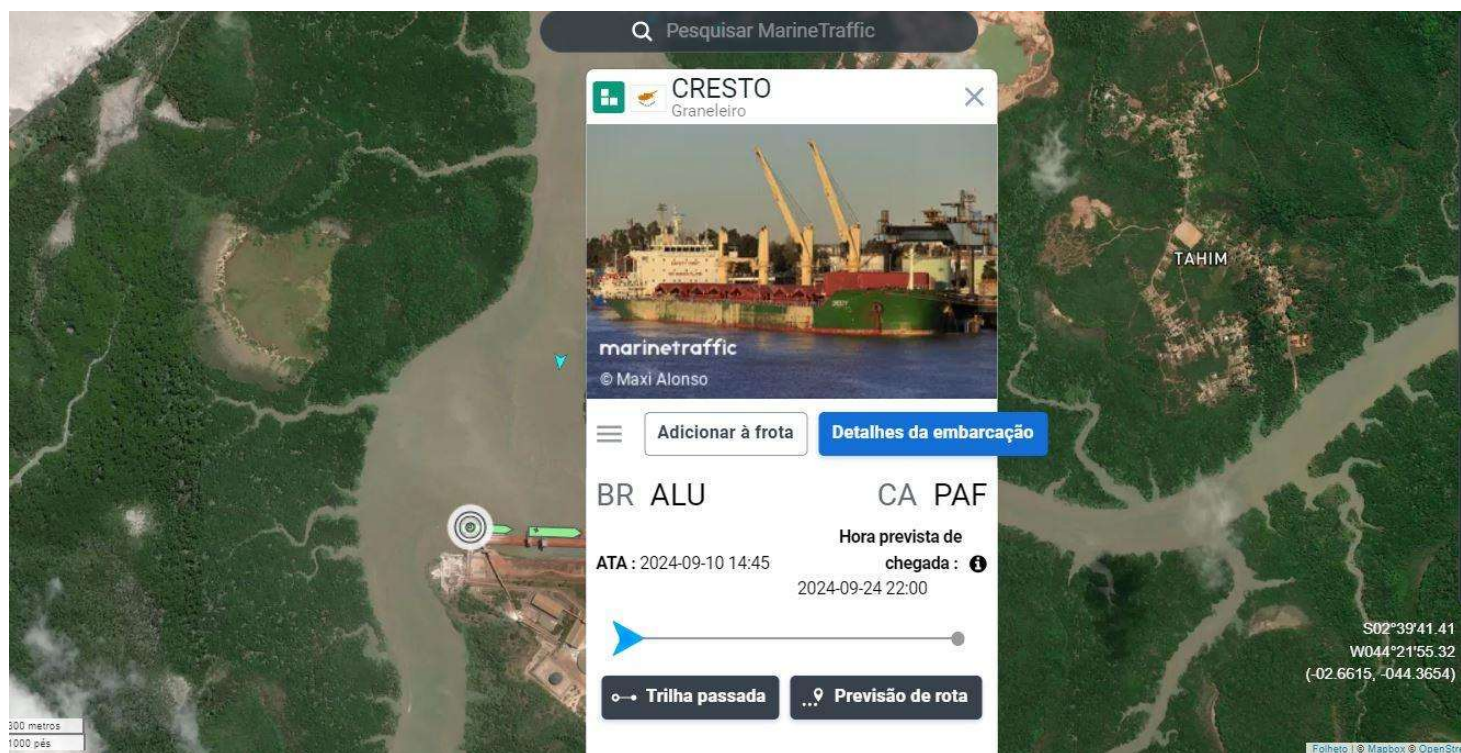 Pesquisar MarineTraffic
CRESTO
Graneleiro
marinetraffic
© Maxi Alonso
Adicionar à frota
Detalhes da embarcação
TAHIM
BR ALU
CA PAF
ATA : 2024-09-10 14:45
Hora prevista de
chegada :
2024-09-24 22:00
Trilha passada
Previsão de rota
S02°39'41.41
W044°21'55.32
(-02.6615, -044.3654)
300 metros
1000 pés
Folheto | © Mapbox © OpenStre